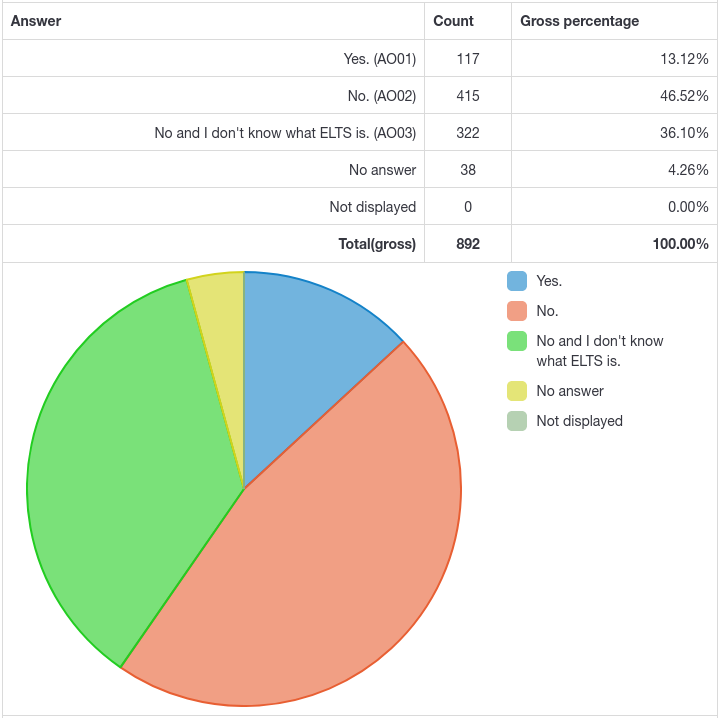 Answer Count Gross percentage
Yes. (AO01) 117 13.12%
No. (AO02) 415 46.52%
No and I don't know what ELTS is. (AO03) 322 36.10%
No answer 38 4.26%
Not displayed 0 0.00%
Total(gross) 892 100.00%
Yes.
No.
No and I don't know
what ELTS is.
No answer
Not displayed